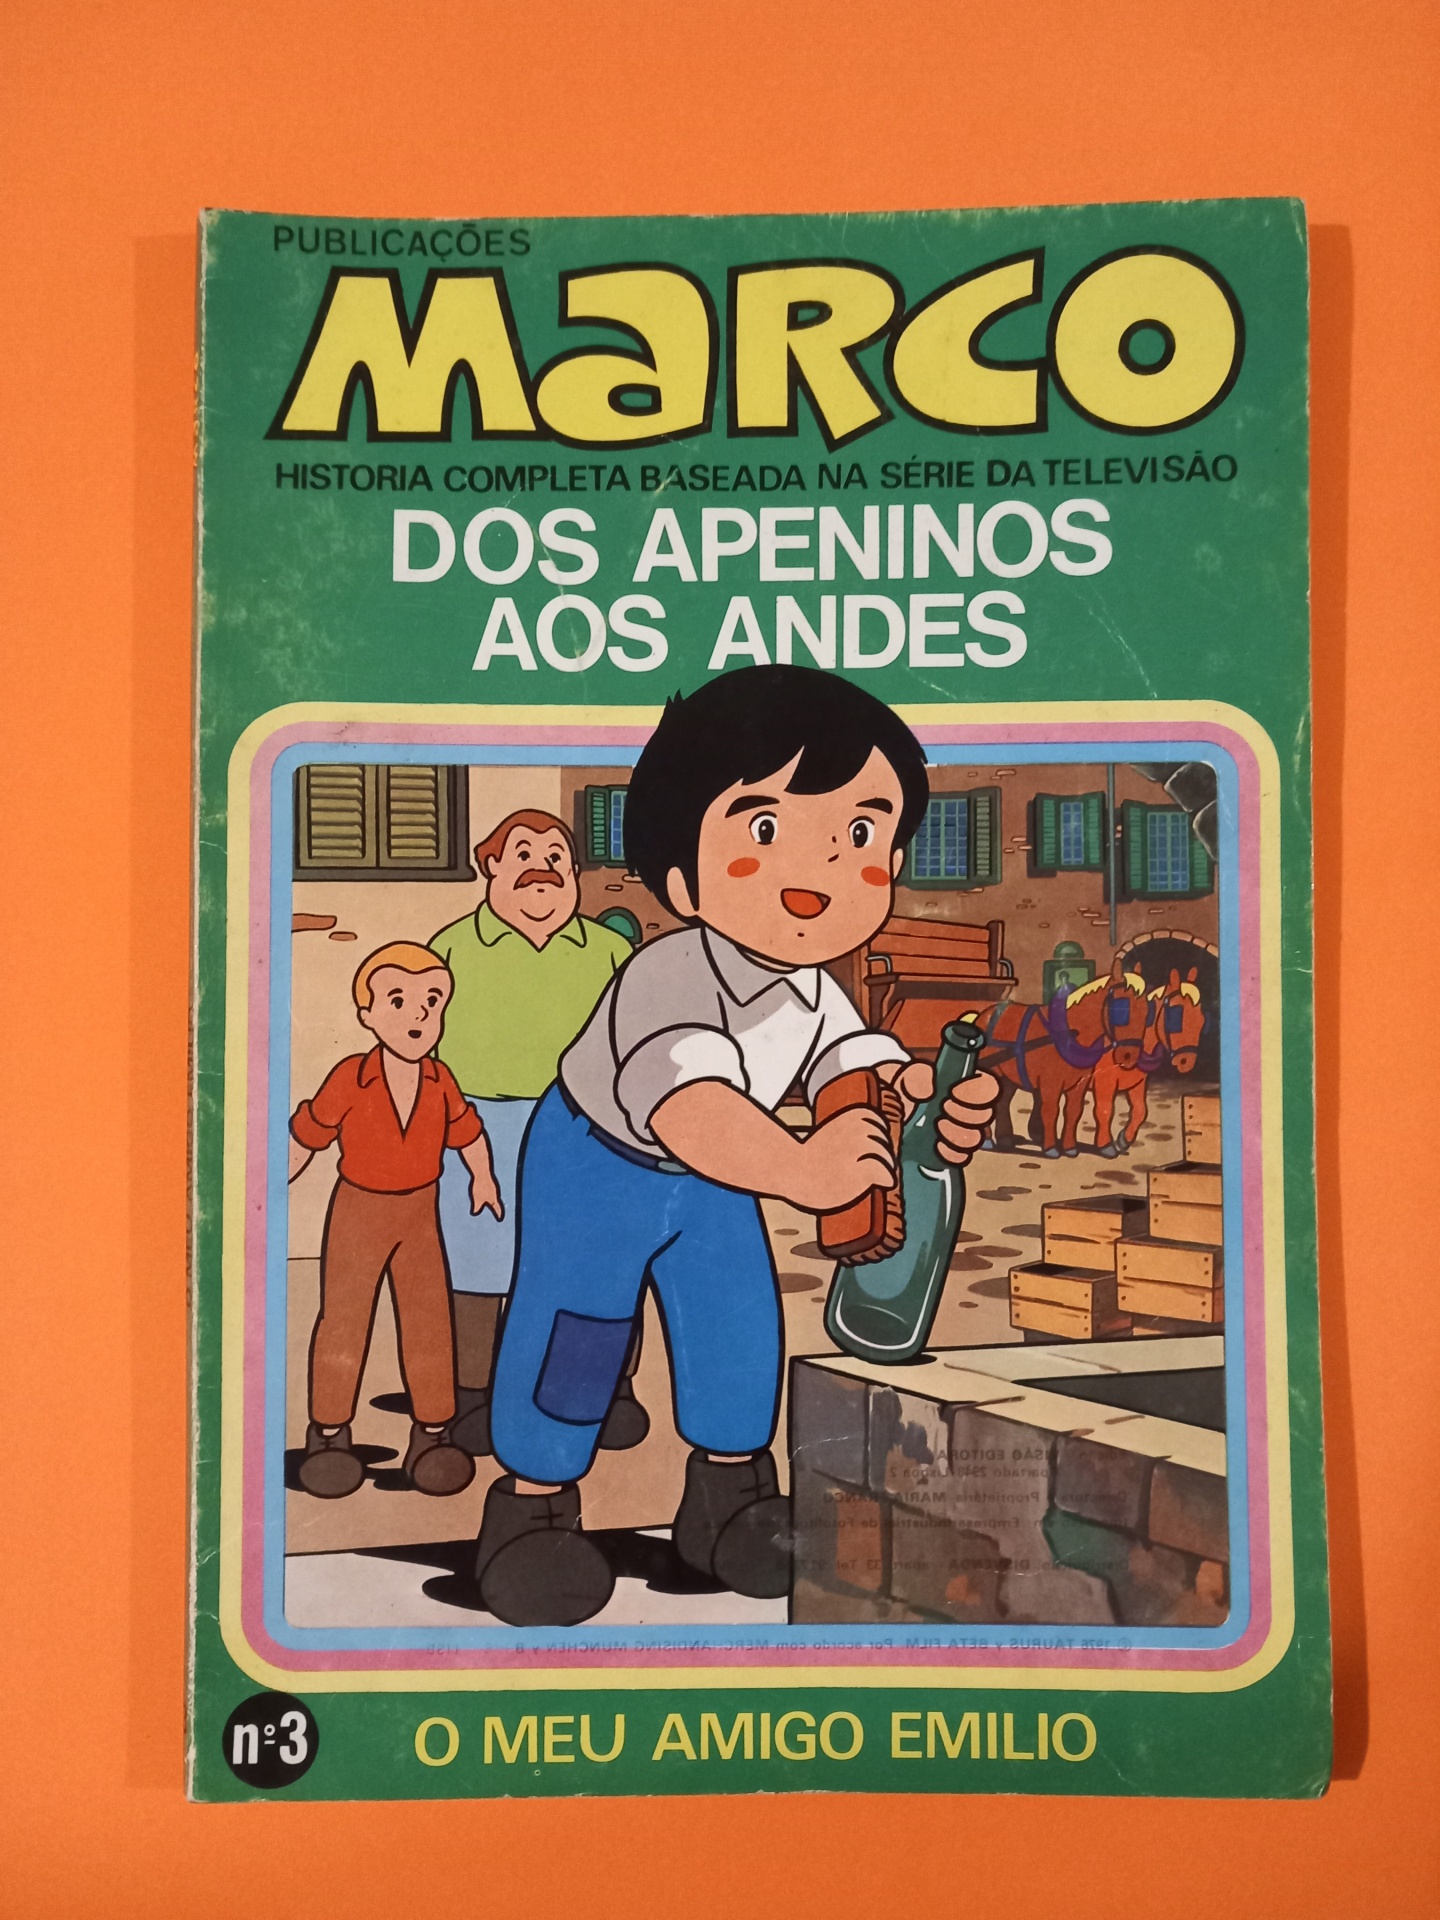 PUBLICAÇÕES
MARCO
HISTORIA COMPLETA BASEADA NA SÉRIE DA TELEVISÃO
DOS APENINOS
AOS ANDES
nº3
O MEU AMIGO EMILIO